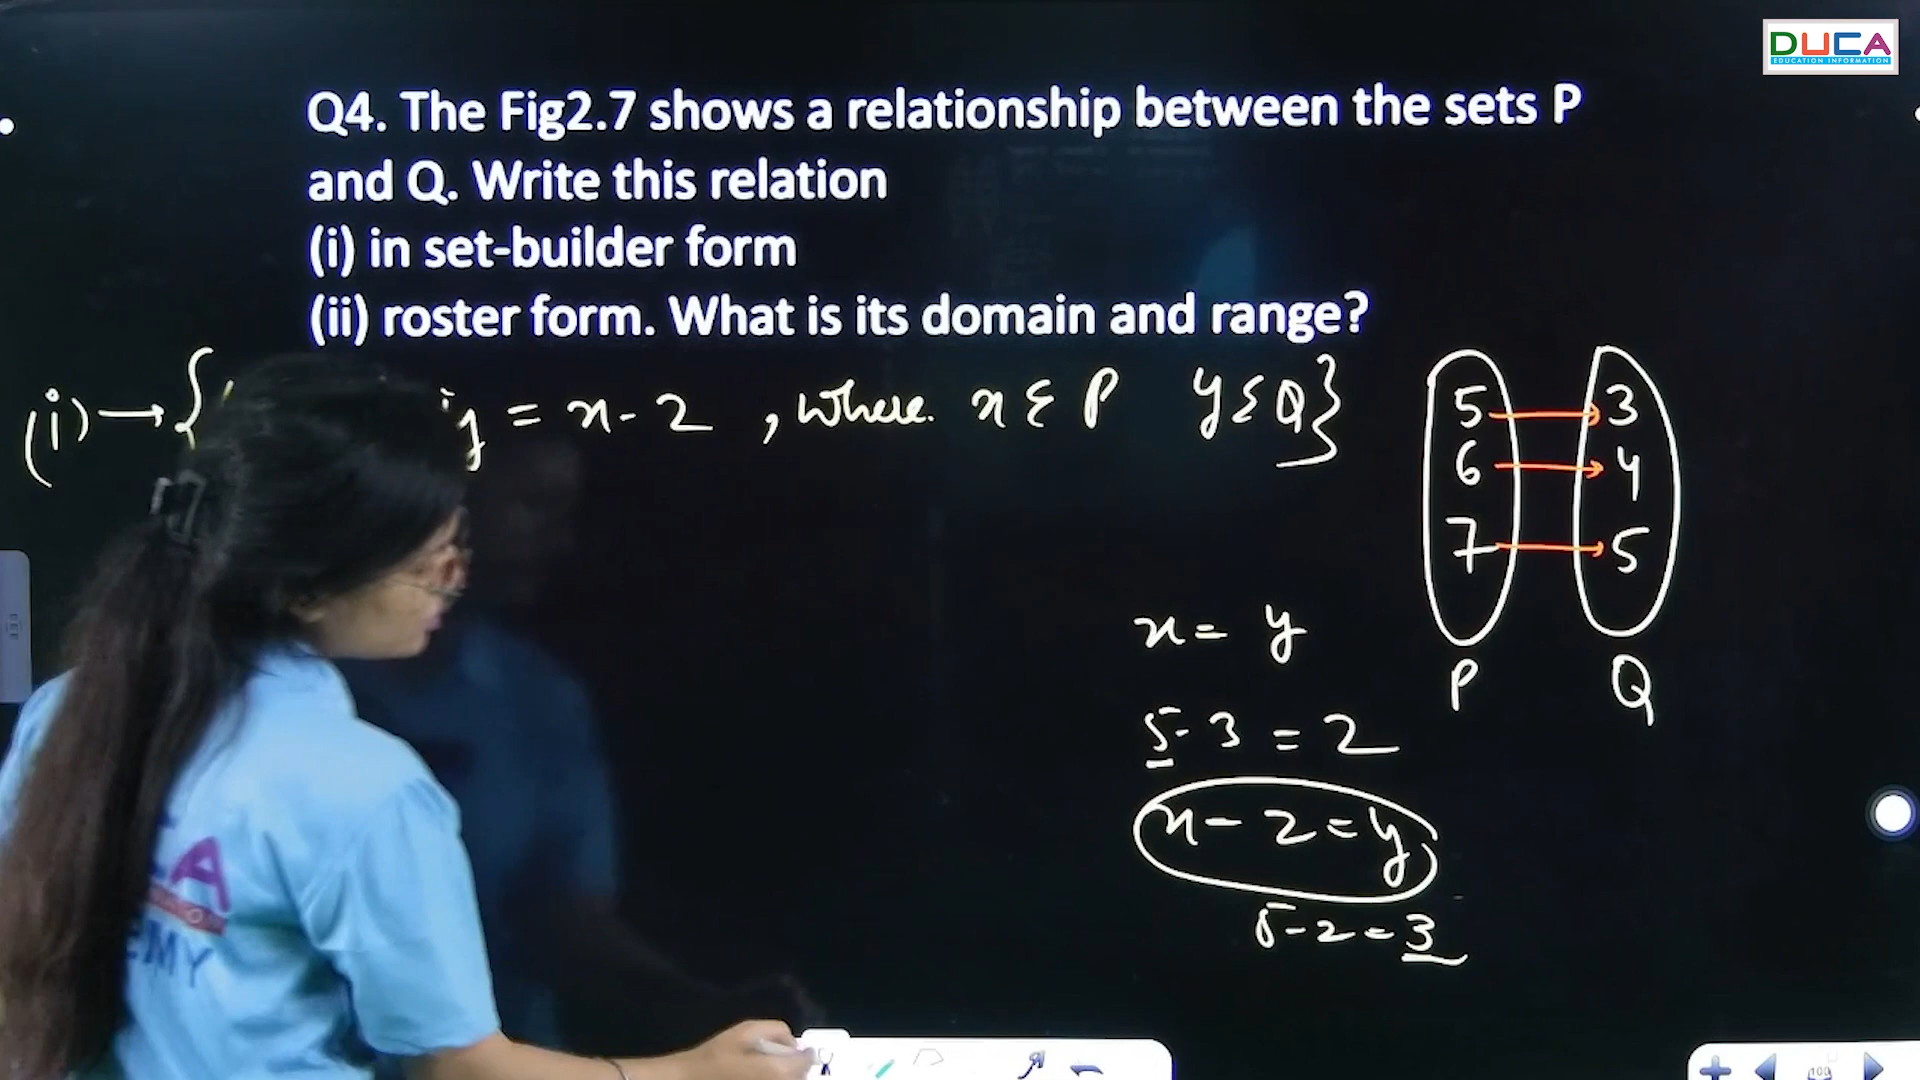 DUCA
EDUCATION INFORMATION
Q4. The Fig2.7 shows a relationship between the sets P
and Q. Write this relation
(i) in set-builder form
(ii) roster form. What is its domain and range?
(i) → { y = x - 2 , where x ε P y ε Q }
5 → 3
6 → 4
7 → 5
P Q
x = y
5 - 3 = 2
x - 2 = y
5 - 2 = 3
100